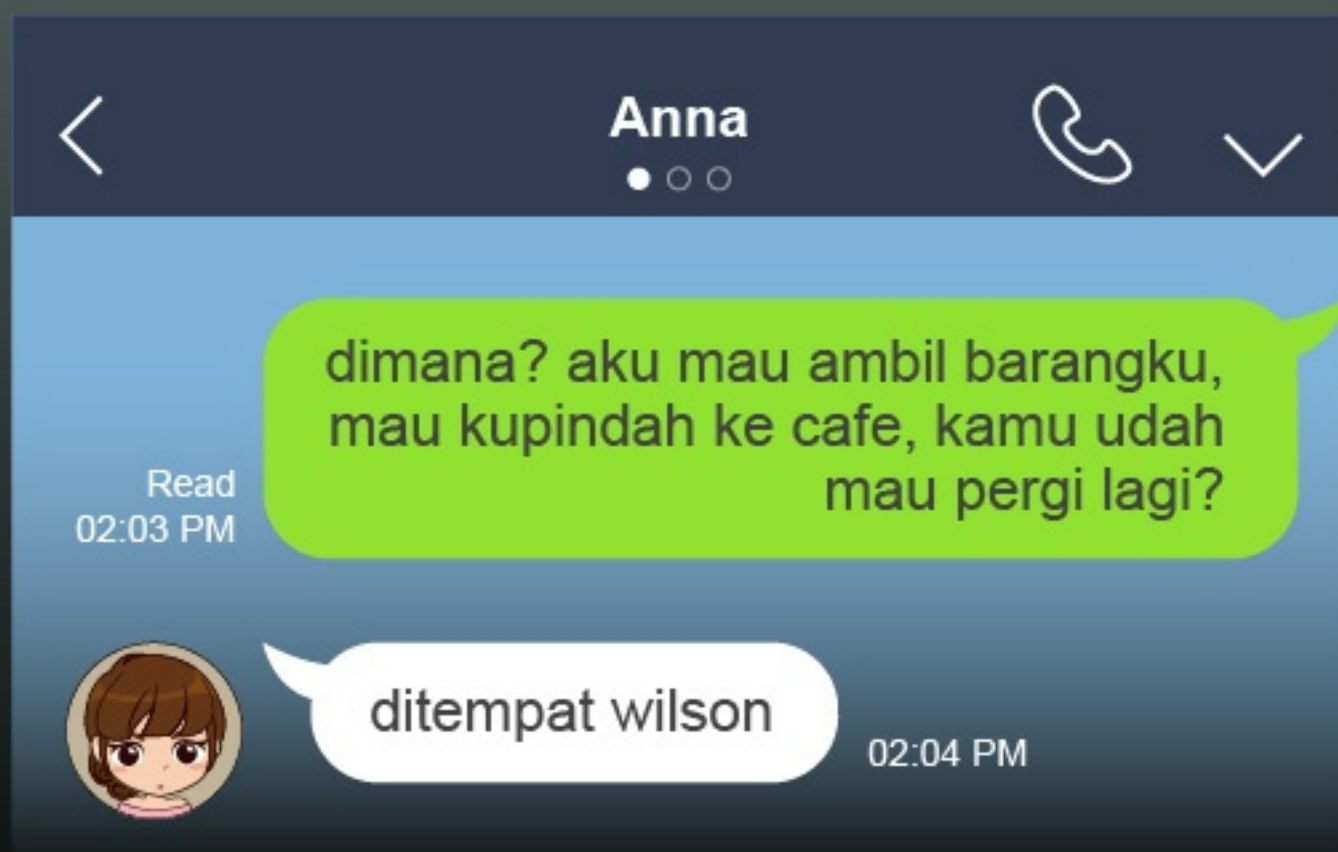 Anna
dimana? aku mau ambil barangku,
mau kupindah ke cafe, kamu udah
mau pergi lagi?
Read
02:03 PM
ditempat wilson
02:04 PM